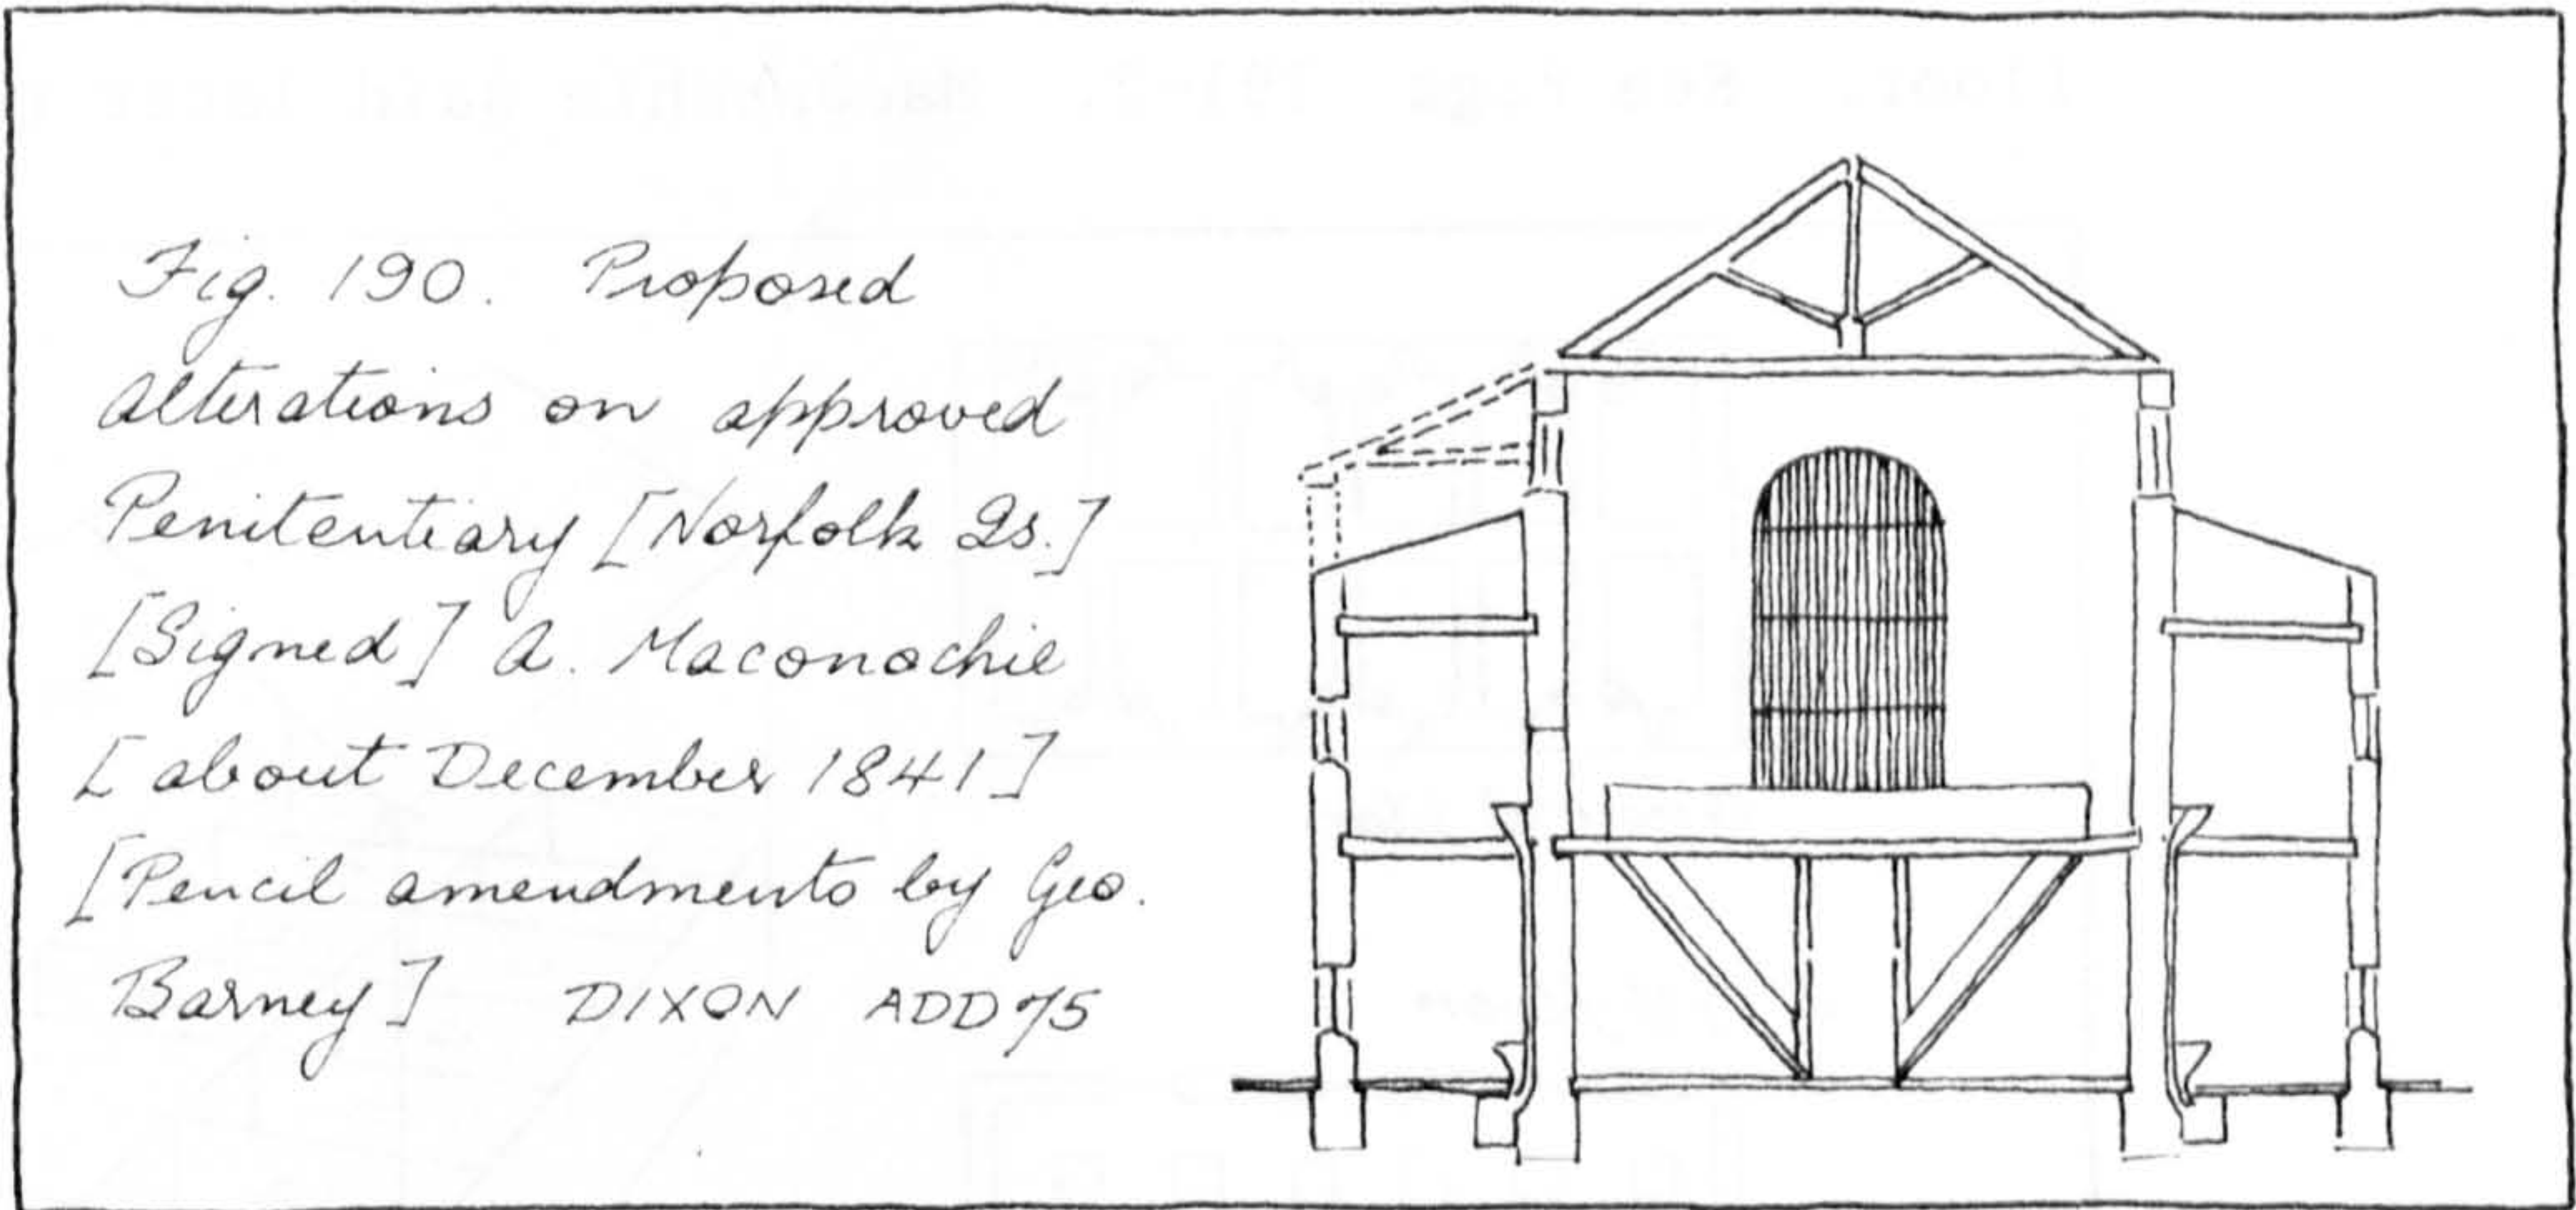 Fig. 190. Proposed
alterations on approved
Penitentiary [Norfolk Is.]
[Signed] A. Maconochie
[about December 1841]
[Pencil amendments by Geo.
Barney] DIXON ADD 75